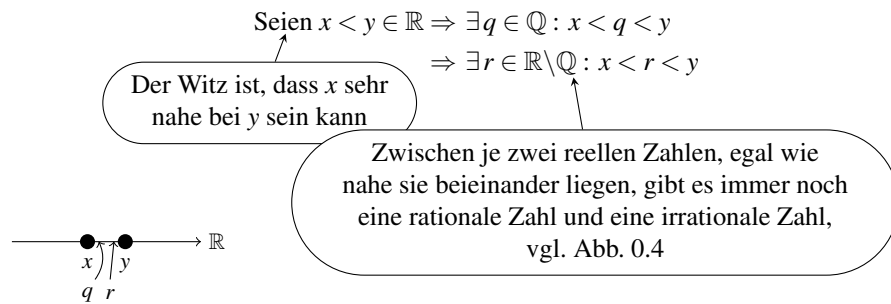 Seien x < y ∈ ℝ ⇒ ∃ q ∈ ℚ : x < q < y
⇒ ∃ r ∈ ℝ\ℚ : x < r < y
Der Witz ist, dass x sehr
nahe bei y sein kann
Zwischen je zwei reellen Zahlen, egal wie
nahe sie beieinander liegen, gibt es immer noch
eine rationale Zahl und eine irrationale Zahl,
vgl. Abb. 0.4
ℝ
x y
q r